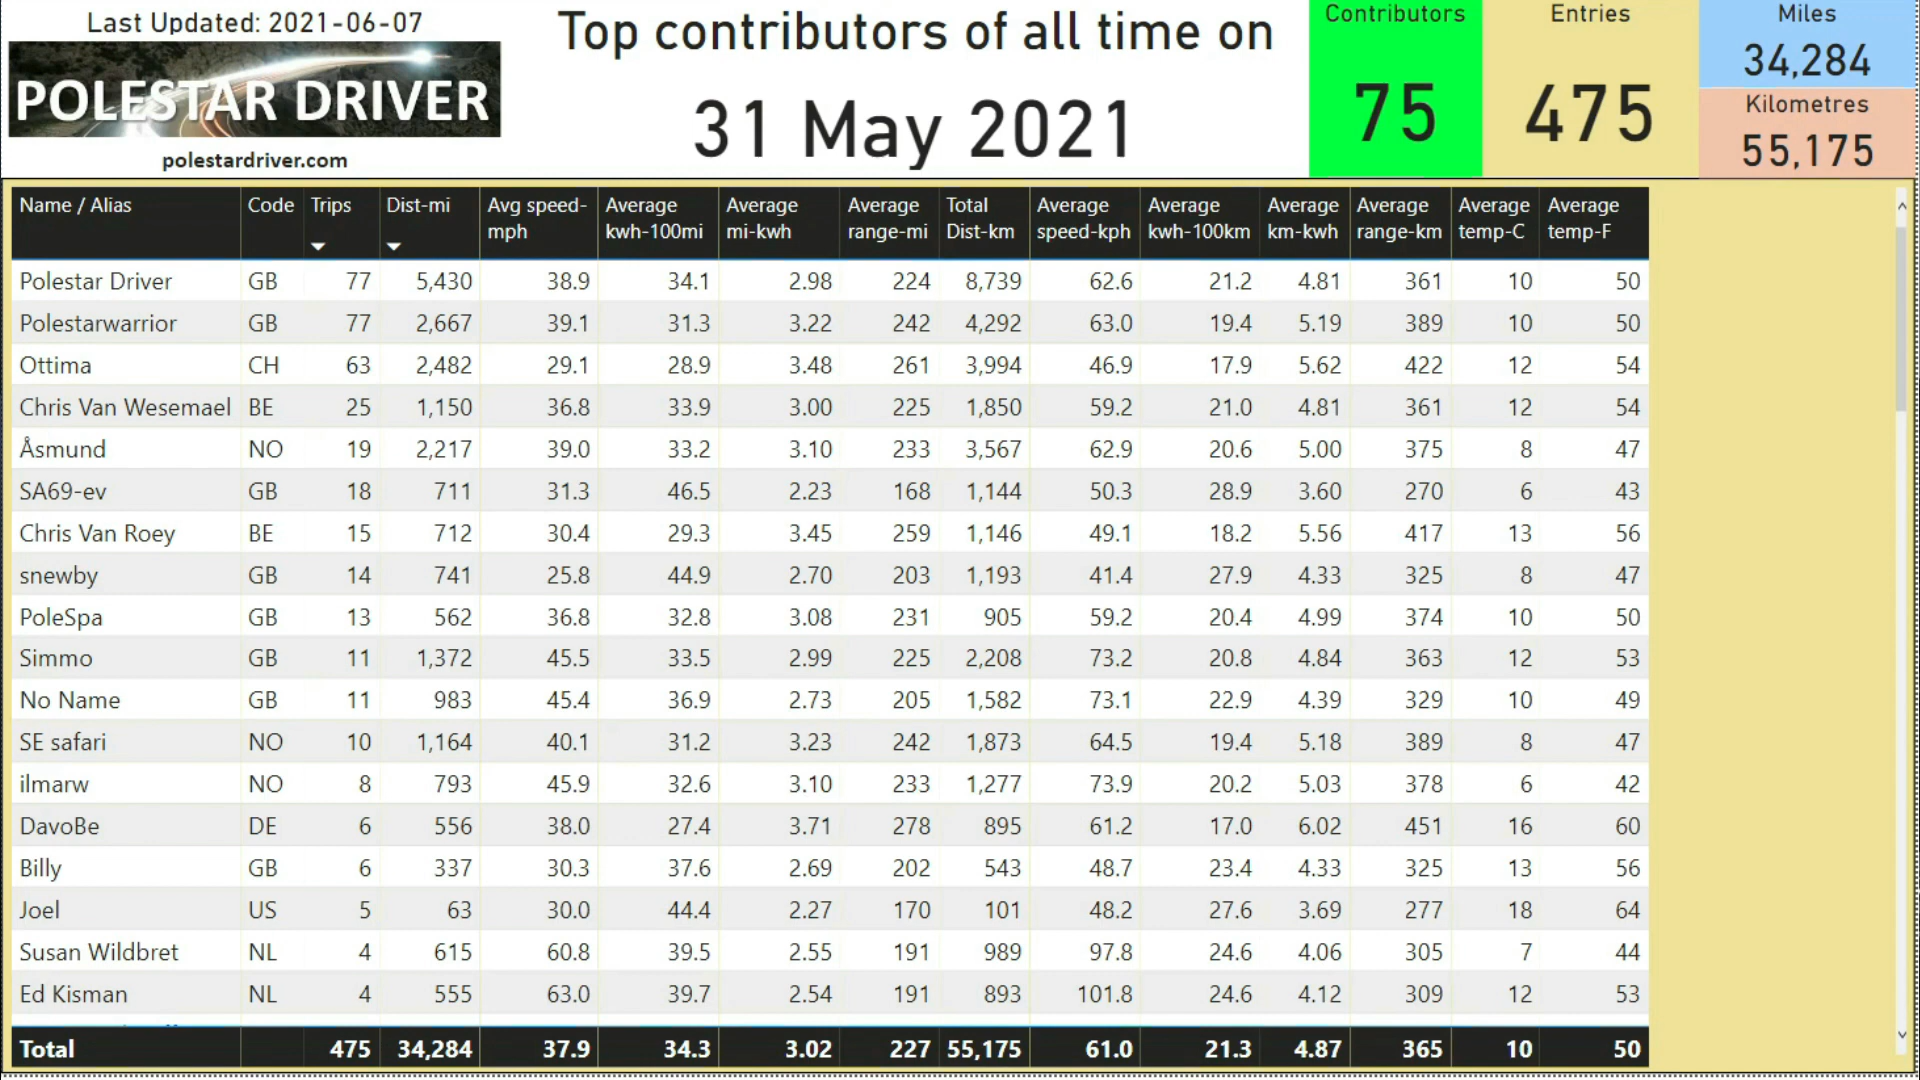 Last Updated: 2021-06-07
POLESTAR DRIVER
polestardriver.com
Top contributors of all time on
31 May 2021
Contributors
75
Entries
475
Miles
34,284
Kilometres
55,175
Name / Alias Code Trips Dist-mi Avg speed-mph Average kwh-100mi Average mi-kwh Average range-mi Total Dist-km Average speed-kph Average kwh-100km Average km-kwh Average range-km Average temp-C Average temp-F
Polestar Driver GB 77 5,430 38.9 34.1 2.98 224 8,739 62.6 21.2 4.81 361 10 50
Polestarwarrior GB 77 2,667 39.1 31.3 3.22 242 4,292 63.0 19.4 5.19 389 10 50
Ottima CH 63 2,482 29.1 28.9 3.48 261 3,994 46.9 17.9 5.62 422 12 54
Chris Van Wesemael BE 25 1,150 36.8 33.9 3.00 225 1,850 59.2 21.0 4.81 361 12 54
Åsmund NO 19 2,217 39.0 33.2 3.10 233 3,567 62.9 20.6 5.00 375 8 47
SA69-ev GB 18 711 31.3 46.5 2.23 168 1,144 50.3 28.9 3.60 270 6 43
Chris Van Roey BE 15 712 30.4 29.3 3.45 259 1,146 49.1 18.2 5.56 417 13 56
snewby GB 14 741 25.8 44.9 2.70 203 1,193 41.4 27.9 4.33 325 8 47
PoleSpa GB 13 562 36.8 32.8 3.08 231 905 59.2 20.4 4.99 374 10 50
Simmo GB 11 1,372 45.5 33.5 2.99 225 2,208 73.2 20.8 4.84 363 12 53
No Name GB 11 983 45.4 36.9 2.73 205 1,582 73.1 22.9 4.39 329 10 49
SE safari NO 10 1,164 40.1 31.2 3.23 242 1,873 64.5 19.4 5.18 389 8 47
ilmarw NO 8 793 45.9 32.6 3.10 233 1,277 73.9 20.2 5.03 378 6 42
DavoBe DE 6 556 38.0 27.4 3.71 278 895 61.2 17.0 6.02 451 16 60
Billy GB 6 337 30.3 37.6 2.69 202 543 48.7 23.4 4.33 325 13 56
Joel US 5 63 30.0 44.4 2.27 170 101 48.2 27.6 3.69 277 18 64
Susan Wildbret NL 4 615 60.8 39.5 2.55 191 989 97.8 24.6 4.06 305 7 44
Ed Kisman NL 4 555 63.0 39.7 2.54 191 893 101.8 24.6 4.12 309 12 53
Total 475 34,284 37.9 34.3 3.02 227 55,175 61.0 21.3 4.87 365 10 50